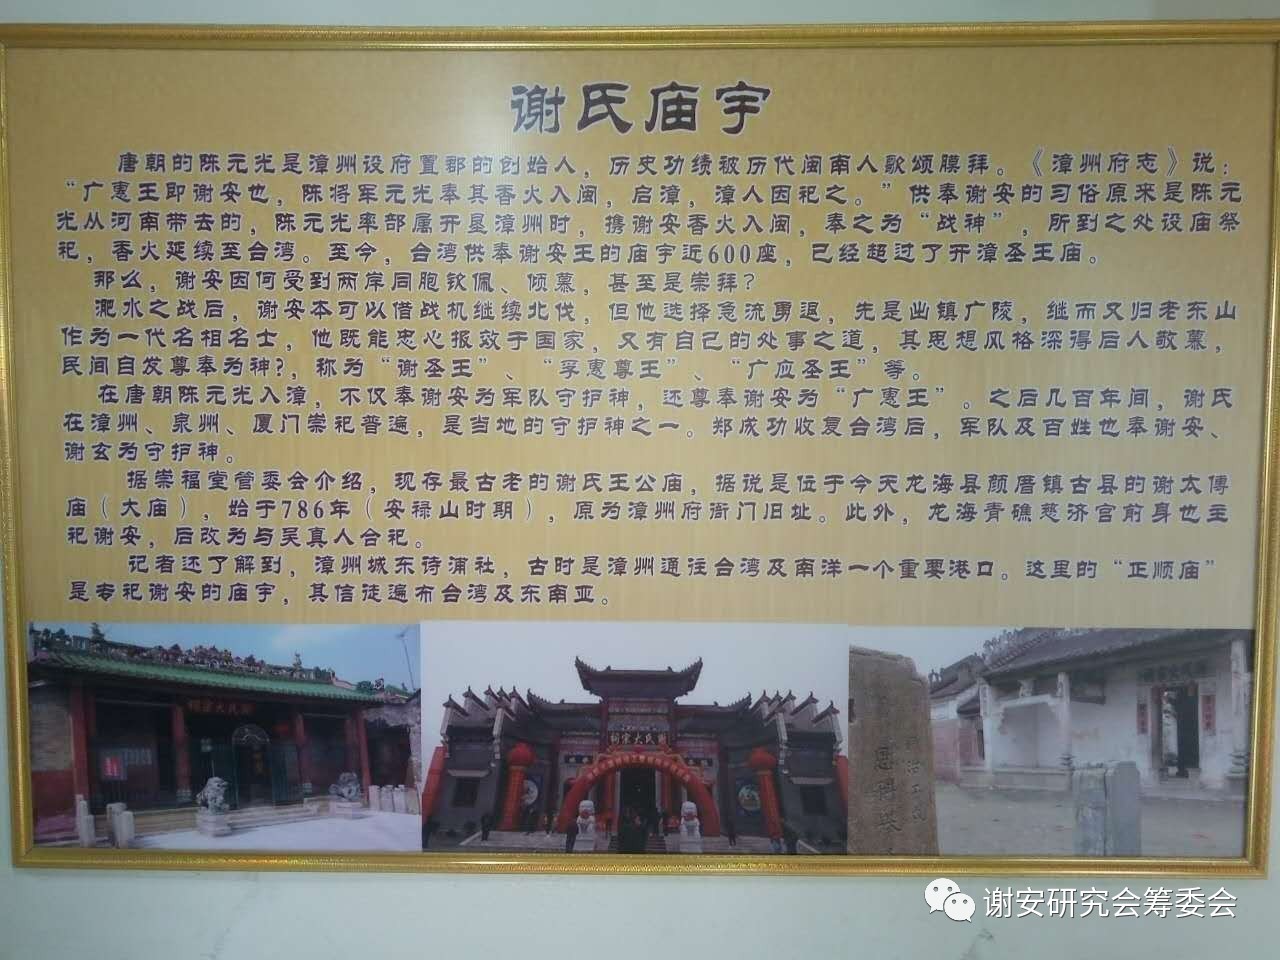 谢氏庙宇
唐朝的陈元光是漳州设府置郡的创始人，历史功绩被历代闽南人歌颂膜拜。《漳州府志》说：
“广惠王即谢安也，陈将军元光奉其香火入闽，启漳，漳人因祀之。”供奉谢安的习俗原来是陈元
光从河南带去的，陈元光率部属开垦漳州时，携谢安香火入闽，奉之为“战神”，所到之处设庙祭
祀，香火延续至台湾。至今，台湾供奉谢安王的庙宇近600座，已经超过了开漳圣王庙。
那么，谢安因何受到两岸同胞钦佩、倾慕，甚至是崇拜？
淝水之战后，谢安本可以借战机继续北伐，但他选择急流勇退，先是出镇广陵，继而又归老东山
作为一代名相名士，他既能忠心报效于国家，又有自己的处事之道，其思想风格深得后人敬慕，
民间自发尊奉为神?，称为“谢圣王”、“孚惠尊王”、“广应圣王”等。
在唐朝陈元光入漳，不仅奉谢安为军队守护神，还尊奉谢安为“广惠王”。之后几百年间，谢氏
在漳州、泉州、厦门崇祀普遍，是当地的守护神之一。郑成功收复台湾后，军队及百姓也奉谢安、
谢玄为守护神。
据崇福堂管委会介绍，现存最古老的谢氏王公庙，据说是位于今天龙海县颜厝镇古县的谢太傅
庙（大庙），始于786年（安禄山时期），原为漳州府衙门旧址。此外，龙海青礁慈济宫前身也主
祀谢安，后改为与吴真人合祀。
记者还了解到，漳州城东诗浦社，古时是漳州通往台湾及南洋一个重要港口。这里的“正顺庙”
是专祀谢安的庙宇，其信徒遍布台湾及东南亚。
谢氏大宗祠
谢氏大宗祠
谢安研究会筹委会